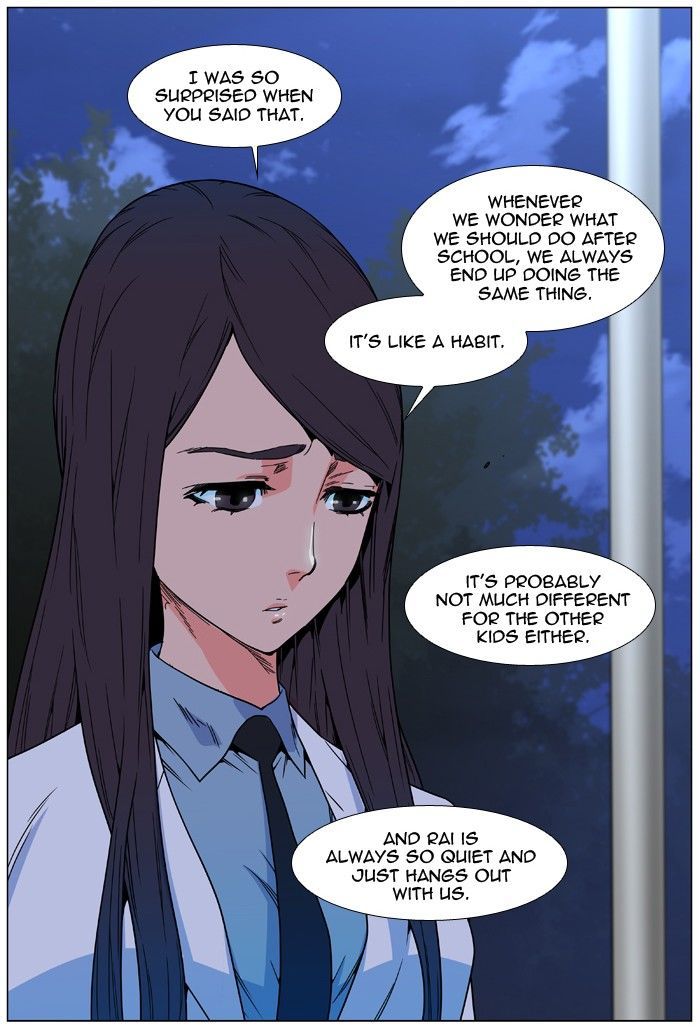 I WAS SO
SURPRISED WHEN
YOU SAID THAT.
WHENEVER
WE WONDER WHAT
WE SHOULD DO AFTER
SCHOOL, WE ALWAYS
END UP DOING THE
SAME THING.
IT'S LIKE A HABIT.
IT'S PROBABLY
NOT MUCH DIFFERENT
FOR THE OTHER
KIDS EITHER.
AND RAI IS
ALWAYS SO QUIET AND
JUST HANGS OUT
WITH US.